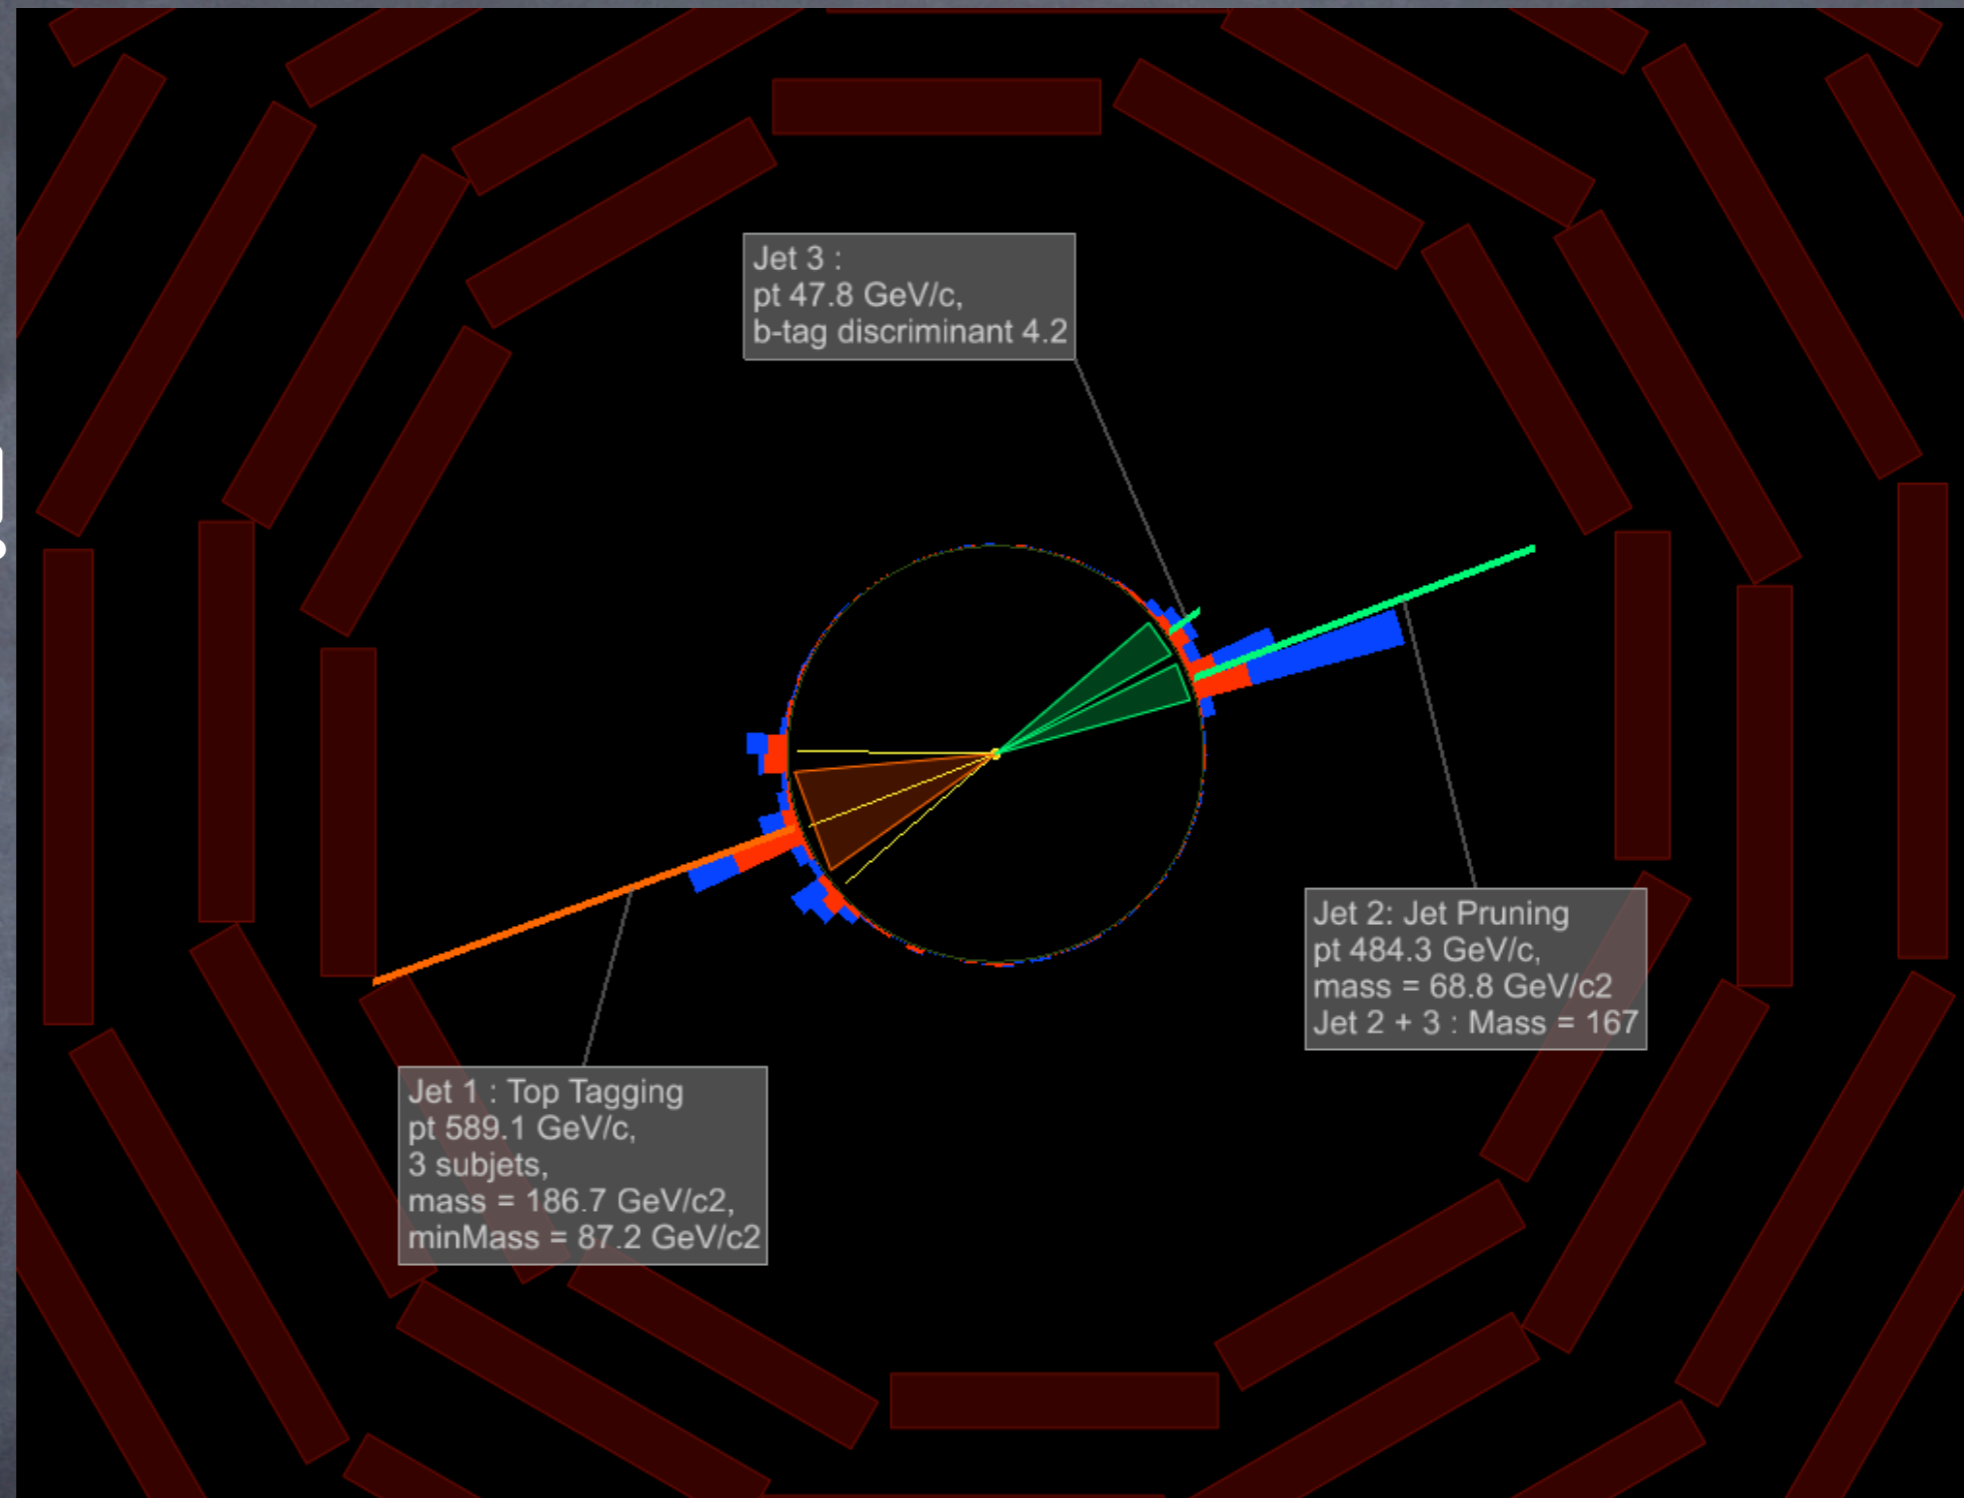 Jet 3 :
pt 47.8 GeV/c,
b-tag discriminant 4.2
Jet 2: Jet Pruning
pt 484.3 GeV/c,
mass = 68.8 GeV/c2
Jet 2 + 3 : Mass = 167
Jet 1 : Top Tagging
pt 589.1 GeV/c,
3 subjets,
mass = 186.7 GeV/c2,
minMass = 87.2 GeV/c2